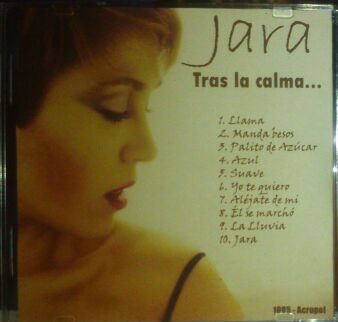 Jara
Tras la calma...
1. Llama
2. Manda besos
3. Palito de Azúcar
4. Azul
5. Suave
6. Yo te quiero
7. Aléjate de mi
8. Él se marchó
9. La Lluvia
10. Jara
1995 - Acropol